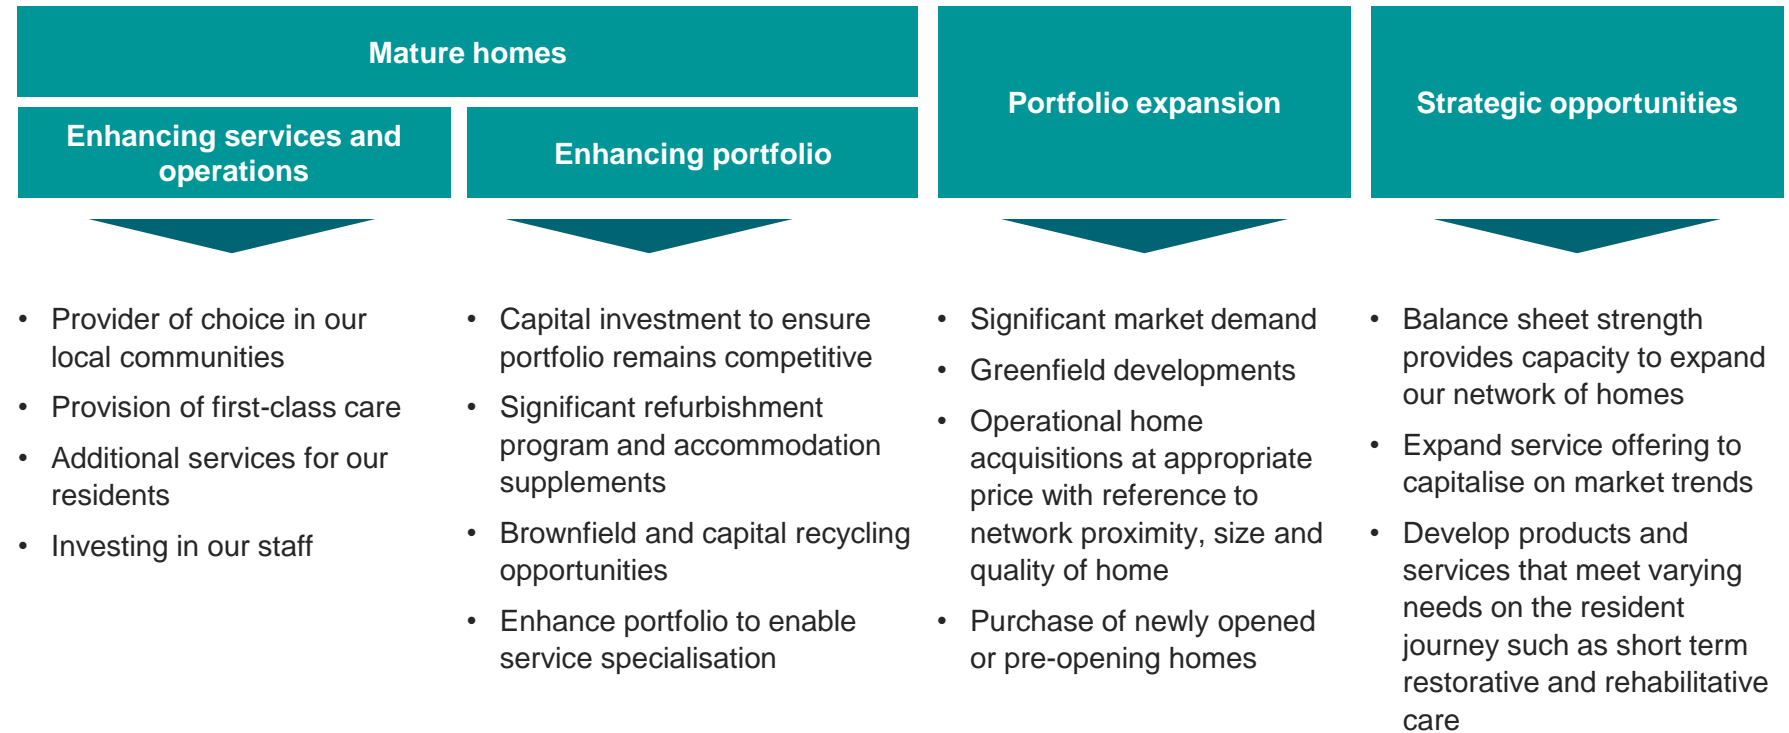 Mature homes
Enhancing services and
operations
Enhancing portfolio
Portfolio expansion
Strategic opportunities
• Provider of choice in our
local communities
• Provision of first-class care
• Additional services for our
residents
• Investing in our staff
• Capital investment to ensure
portfolio remains competitive
• Significant refurbishment
program and accommodation
supplements
• Brownfield and capital recycling
opportunities
• Enhance portfolio to enable
service specialisation
• Significant market demand
• Greenfield developments
• Operational home
acquisitions at appropriate
price with reference to
network proximity, size and
quality of home
• Purchase of newly opened
or pre-opening homes
• Balance sheet strength
provides capacity to expand
our network of homes
• Expand service offering to
capitalise on market trends
• Develop products and
services that meet varying
needs on the resident
journey such as short term
restorative and rehabilitative
care